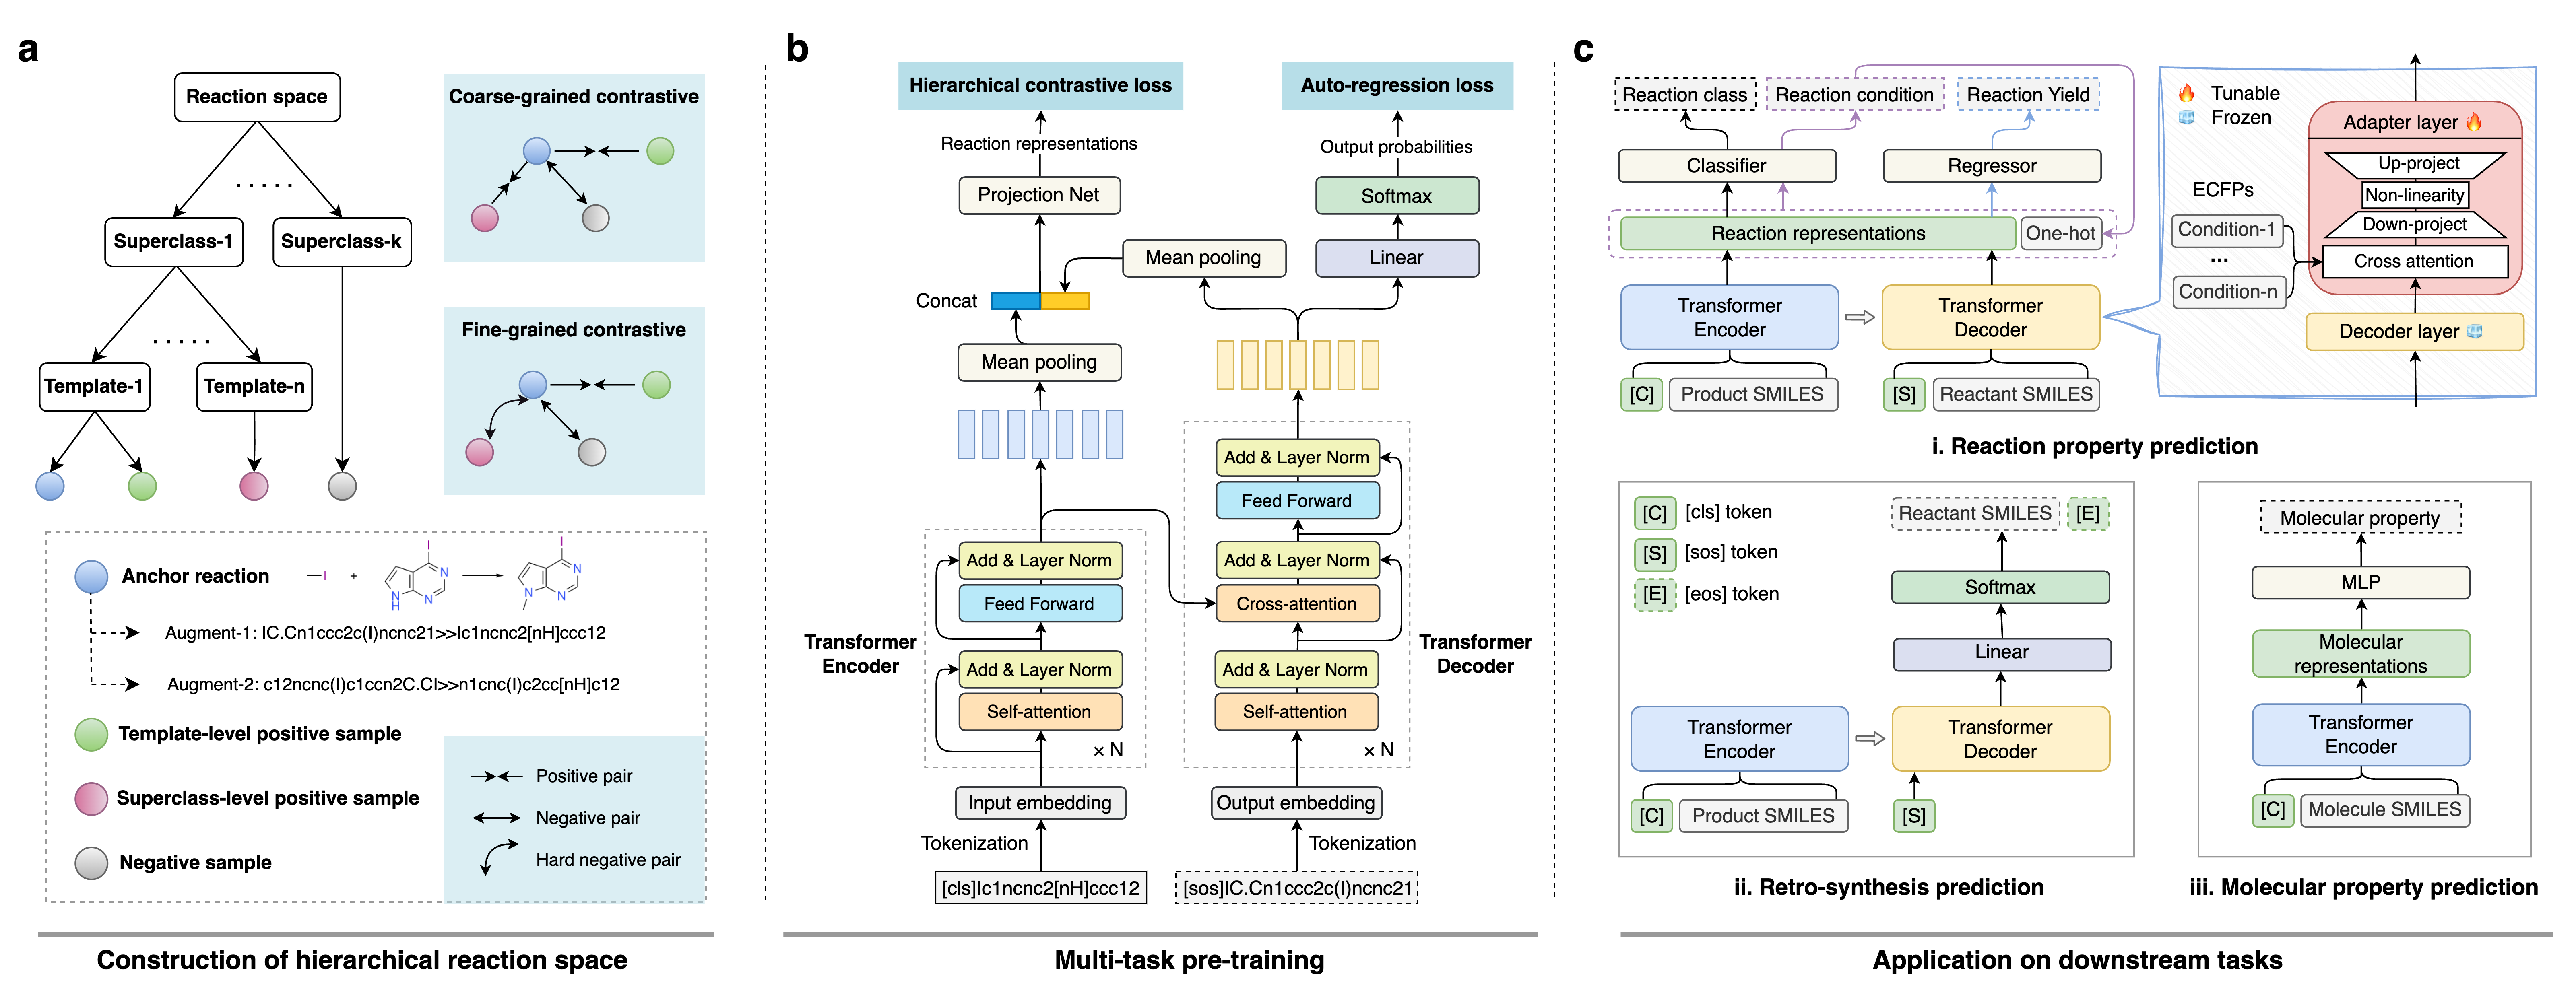 a
Reaction space
. . . . .
Superclass-1
Superclass-k
. . . . .
Template-1
Template-n
Coarse-grained contrastive
Fine-grained contrastive
Anchor reaction
I
+
I
N
N
N
H
I
N
N
N
Augment-1: IC.Cn1ccc2c(I)ncnc21>>Ic1ncnc2[nH]ccc12
Augment-2: c12ncnc(I)c1ccn2C.CI>>n1cnc(I)c2cc[nH]c12
Template-level positive sample
Superclass-level positive sample
Negative sample
Positive pair
Negative pair
Hard negative pair
Construction of hierarchical reaction space
b
Hierarchical contrastive loss
Auto-regression loss
Reaction representations
Output probabilities
Projection Net
Softmax
Mean pooling
Linear
Concat
Mean pooling
Add & Layer Norm
Feed Forward
Add & Layer Norm
Feed Forward
Transformer
Encoder
Add & Layer Norm
Self-attention
× N
Add & Layer Norm
Cross-attention
Transformer
Decoder
Add & Layer Norm
Self-attention
× N
Input embedding
Output embedding
Tokenization
Tokenization
[cls]Ic1ncnc2[nH]ccc12
[sos]IC.Cn1ccc2c(I)ncnc21
Multi-task pre-training
c
Reaction class
Reaction condition
Reaction Yield
Classifier
Regressor
Reaction representations
One-hot
Transformer
Encoder
Transformer
Decoder
[C]
Product SMILES
[S]
Reactant SMILES
Tunable
Frozen
ECFPs
Condition-1
...
Condition-n
Adapter layer
Up-project
Non-linearity
Down-project
Cross attention
Decoder layer
i. Reaction property prediction
[C]
[cls] token
[S]
[sos] token
[E]
[eos] token
Reactant SMILES
[E]
Softmax
Linear
Transformer
Encoder
Transformer
Decoder
[C]
Product SMILES
[S]
ii. Retro-synthesis prediction
Molecular property
MLP
Molecular
representations
Transformer
Encoder
[C]
Molecule SMILES
iii. Molecular property prediction
Application on downstream tasks